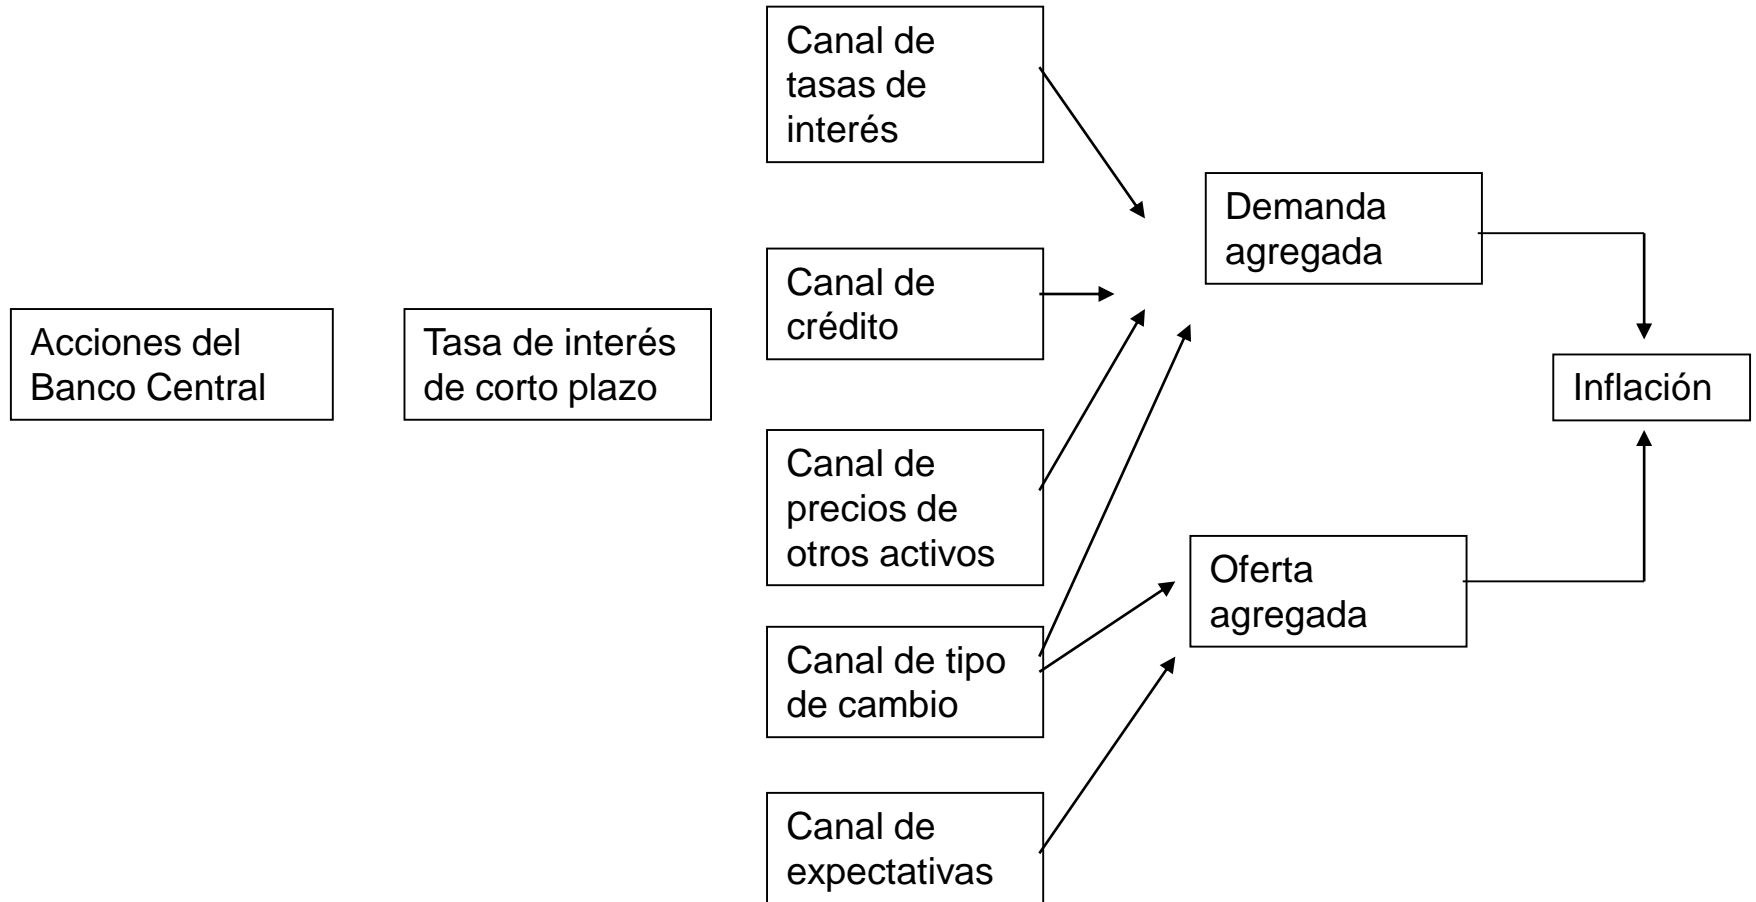 Canal de
tasas de
interés
Demanda
agregada
Canal de
crédito
Acciones del
Banco Central
Tasa de interés
de corto plazo
Inflación
Canal de
precios de
otros activos
Oferta
agregada
Canal de tipo
de cambio
Canal de
expectativas